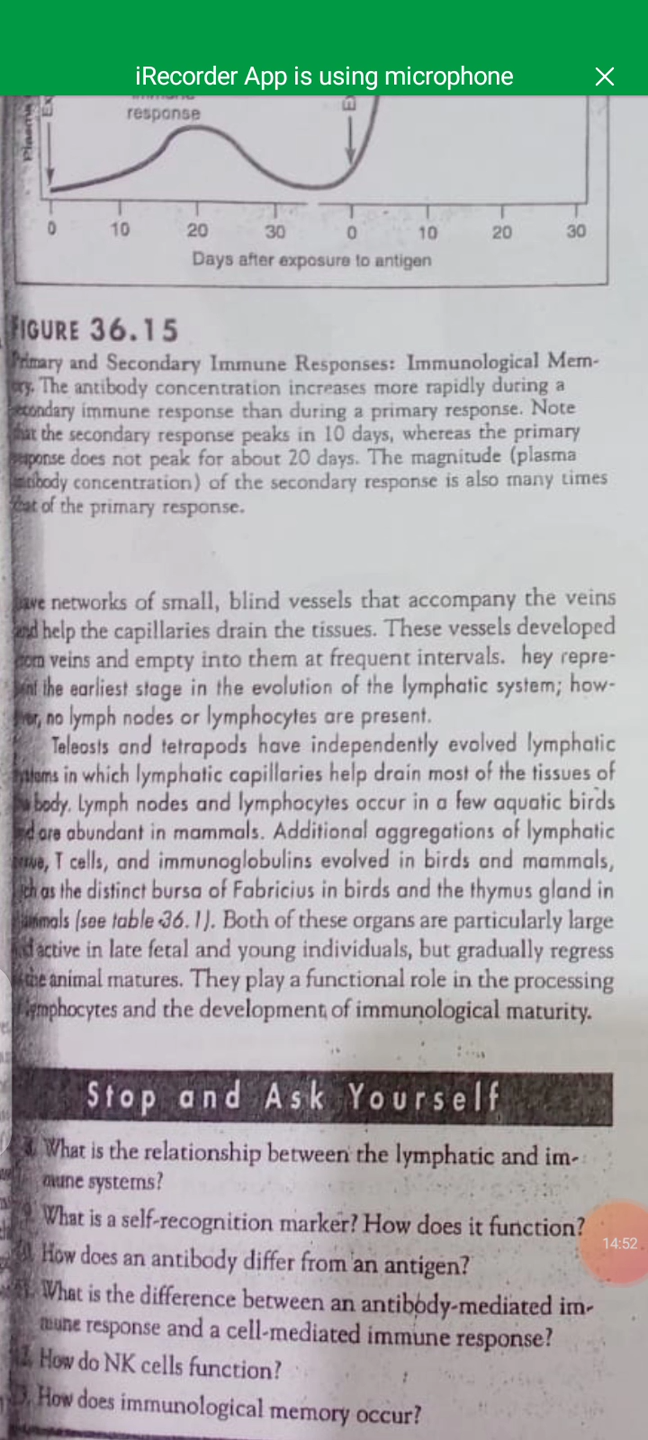 iRecorder App is using microphone
Plasma
Ex
response
E
0 10 20 30 0 10 20 30
Days after exposure to antigen
FIGURE 36.15
Primary and Secondary Immune Responses: Immunological Mem-
ory. The antibody concentration increases more rapidly during a
secondary immune response than during a primary response. Note
that the secondary response peaks in 10 days, whereas the primary
response does not peak for about 20 days. The magnitude (plasma
antibody concentration) of the secondary response is also many times
that of the primary response.
have networks of small, blind vessels that accompany the veins
and help the capillaries drain the tissues. These vessels developed
from veins and empty into them at frequent intervals. hey repre-
sent the earliest stage in the evolution of the lymphatic system; how-
ever, no lymph nodes or lymphocytes are present.
Teleosts and tetrapods have independently evolved lymphatic
systems in which lymphatic capillaries help drain most of the tissues of
body. Lymph nodes and lymphocytes occur in a few aquatic birds
and are abundant in mammals. Additional aggregations of lymphatic
T cells, and immunoglobulins evolved in birds and mammals,
such as the distinct bursa of Fabricius in birds and the thymus gland in
mammals (see table 36.1). Both of these organs are particularly large
and active in late fetal and young individuals, but gradually regress
the animal matures. They play a functional role in the processing
lymphocytes and the development of immunological maturity.
Stop and Ask Yourself
What is the relationship between the lymphatic and im-
mune systems?
9. What is a self-recognition marker? How does it function?
How does an antibody differ from an antigen?
What is the difference between an antibody-mediated im-
mune response and a cell-mediated immune response?
How do NK cells function?
How does immunological memory occur?
14:52